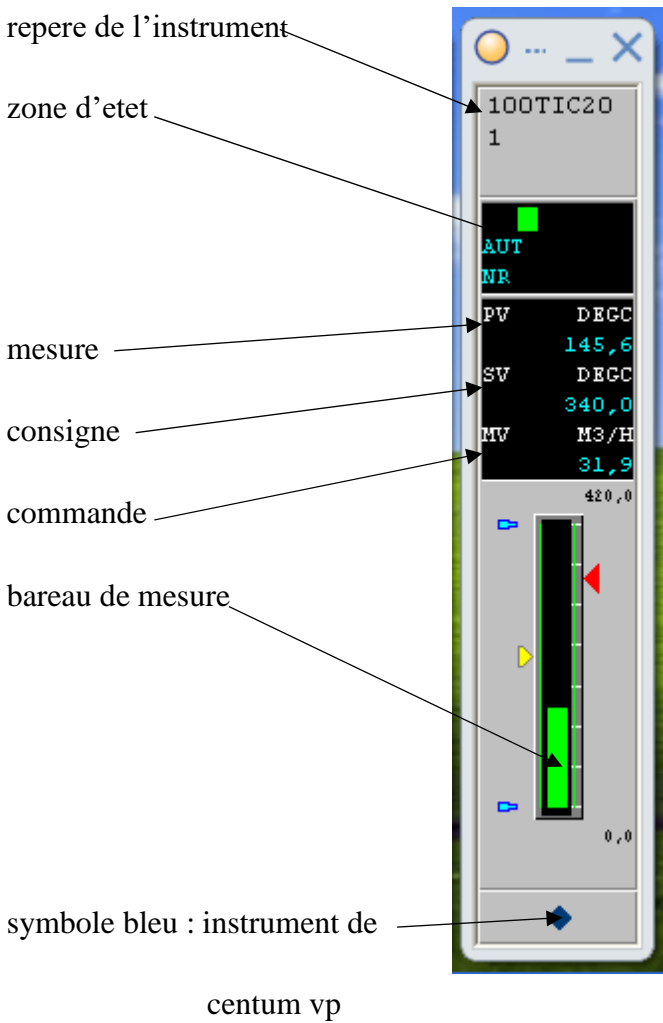 repere de l’instrument
...
100TIC20
1
zone d’etet
AUT
NR
PV DEGC
145,6
mesure
SV DEGC
340,0
consigne
MV M3/H
31,9
commande
420,0
bareau de mesure
0,0
symbole bleu : instrument de
centum vp